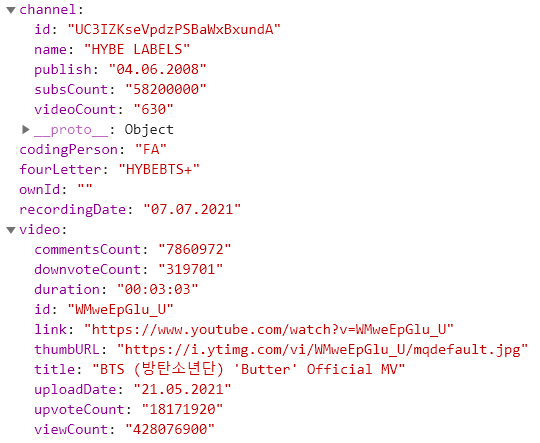 channel:
id: "UC3IZKseVpdzPSBaWxBxundA"
name: "HYBE LABELS"
publish: "04.06.2008"
subsCount: "58200000"
videoCount: "630"
__proto__: Object
codingPerson: "FA"
fourLetter: "HYBEBTS+"
ownId: ""
recordingDate: "07.07.2021"
video:
commentsCount: "7860972"
downvoteCount: "319701"
duration: "00:03:03"
id: "WMweEpGlu_U"
link: "https://www.youtube.com/watch?v=WMweEpGlu_U"
thumbURL: "https://i.ytimg.com/vi/WMweEpGlu_U/mqdefault.jpg"
title: "BTS (방탄소년단) 'Butter' Official MV"
uploadDate: "21.05.2021"
upvoteCount: "18171920"
viewCount: "428076900"